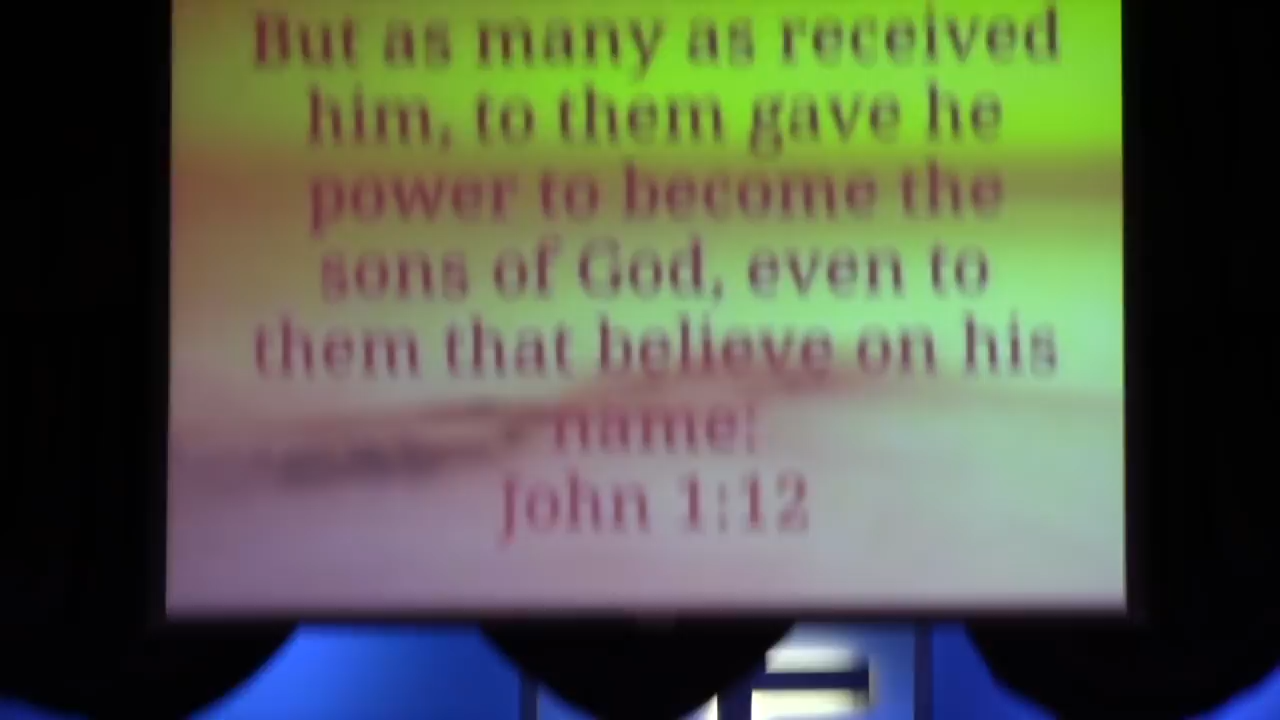 But as many as received
him, to them gave he
power to become the
sons of God, even to
them that believe on his
name:
John 1:12